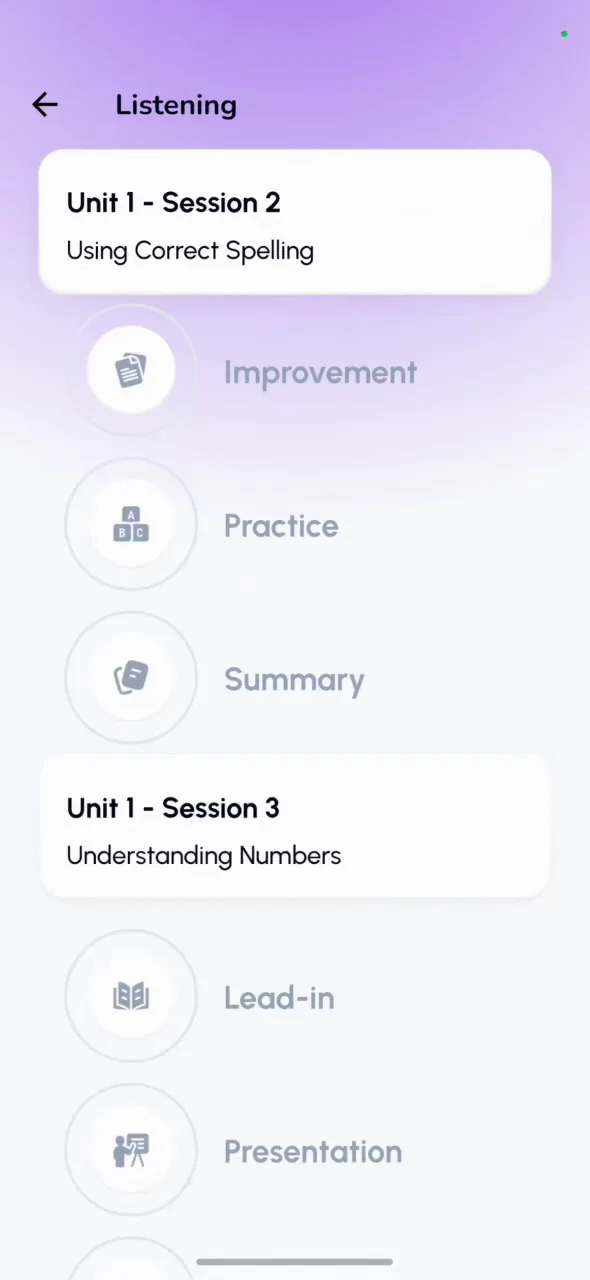 Listening
Unit 1 - Session 2
Using Correct Spelling
Improvement
A
B C
Practice
Summary
Unit 1 - Session 3
Understanding Numbers
Lead-in
Presentation